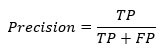 Precision = TP / (TP + FP)